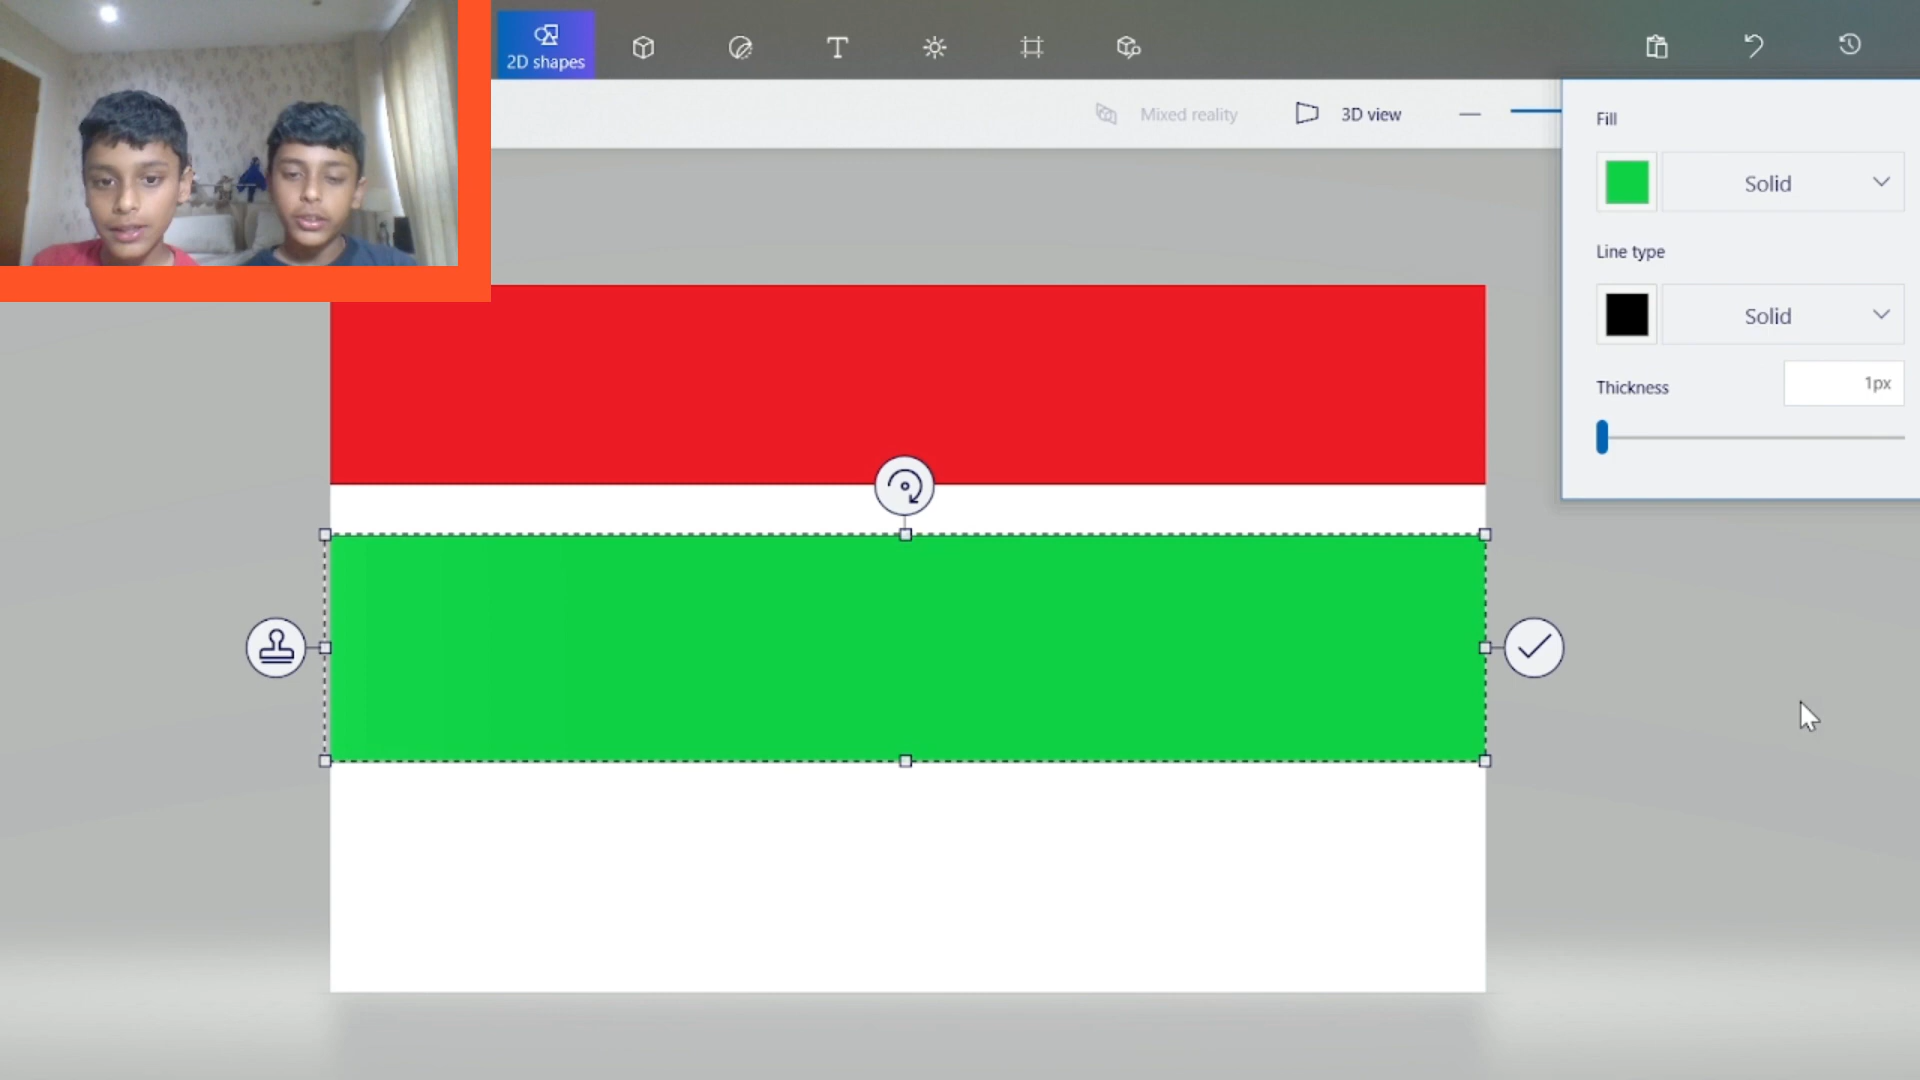 2D shapes
Mixed reality
3D view
Fill
Solid
Line type
Solid
Thickness
1px